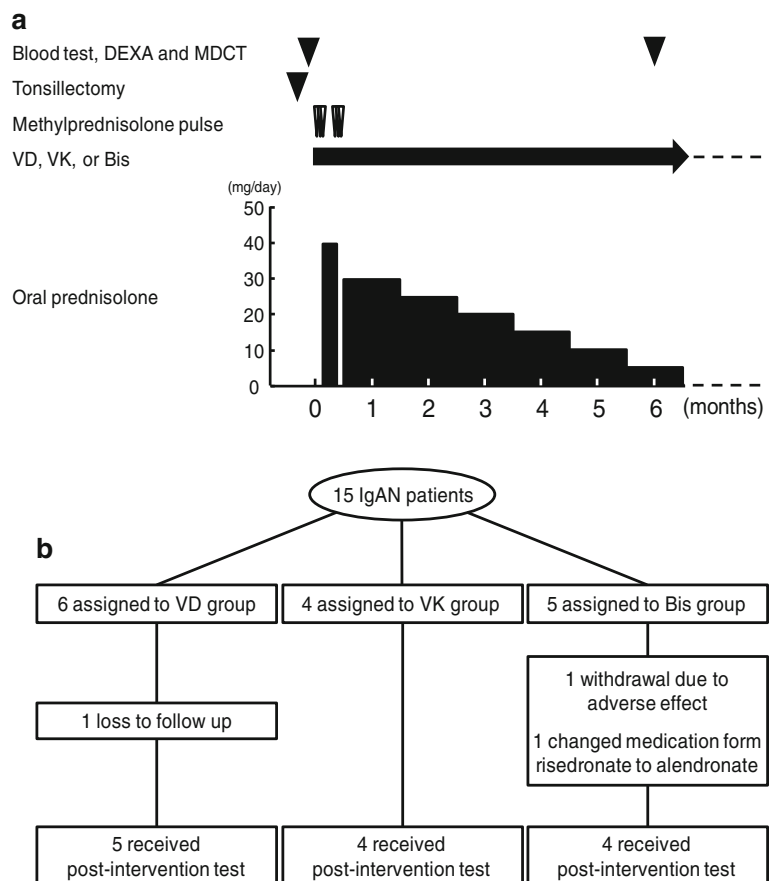 a
Blood test, DEXA and MDCT
Tonsillectomy
Methylprednisolone pulse
VD, VK, or Bis
(mg/day)
50
40
30
20
10
0
Oral prednisolone
0 1 2 3 4 5 6 (months)
15 IgAN patients
b
6 assigned to VD group
4 assigned to VK group
5 assigned to Bis group
1 loss to follow up
1 withdrawal due to
adverse effect
1 changed medication form
risedronate to alendronate
5 received
post-intervention test
4 received
post-intervention test
4 received
post-intervention test